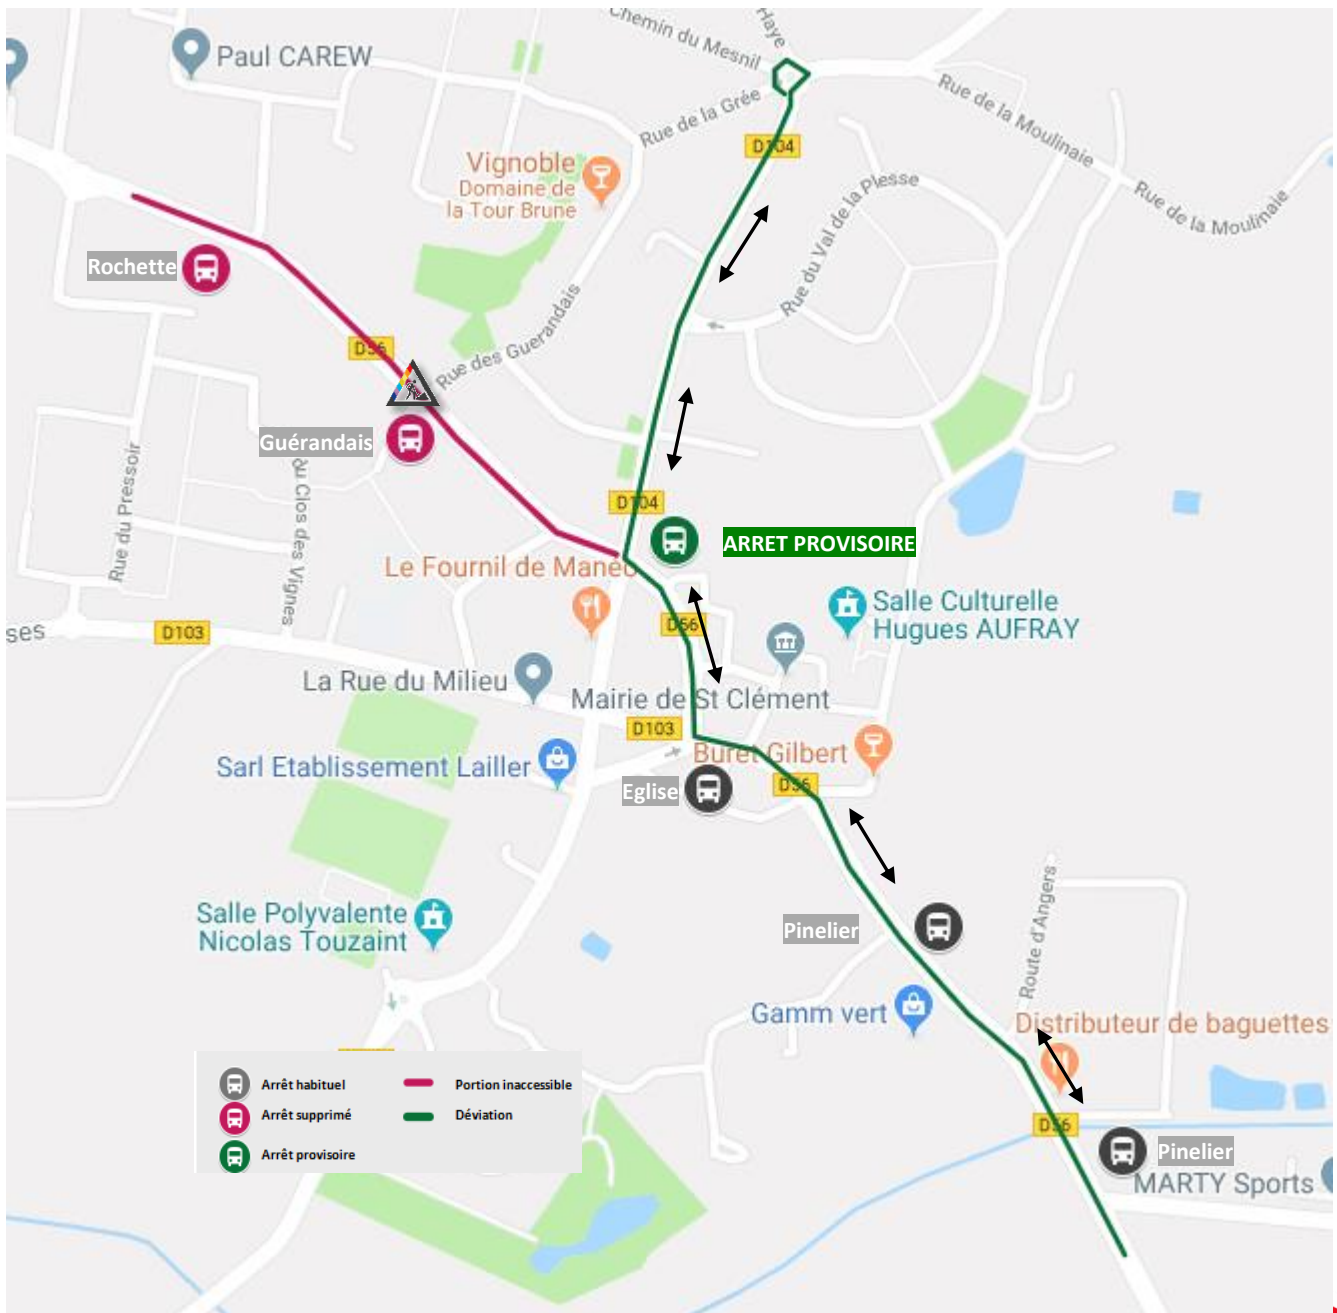 Chemin du Mesnil
Haye
Paul CAREW
Rue de la Grée
Rue de la Moulinaie
D104
Vignoble
Domaine de
la Tour Brune
Rue du Val de la Plesse
Rue de la Moulinaie
Rochette
D56
Rue des Guerandais
Guérandais
Rue du Pressoir
du Clos des Vignes
D104
ARRET PROVISOIRE
Le Fournil de Maneo
Salle Culturelle
Hugues AUFRAY
ses
D103
D56
La Rue du Milieu
Mairie de St Clément
D103
Buret Gilbert
Sarl Etablissement Lailler
Eglise
D56
Salle Polyvalente
Nicolas Touzaint
Pinelier
Route d'Angers
Gamm vert
Distributeur de baguettes
Arrêt habituel
Portion inaccessible
Arrêt supprimé
Déviation
Arrêt provisoire
D56
Pinelier
MARTY Sports